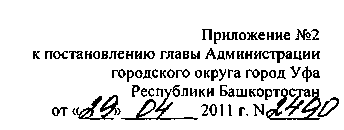 Приложение №2
к постановлению главы Администрации
городского округа город Уфа
Республики Башкортостан
от «29» 04 2011 г. N 2490